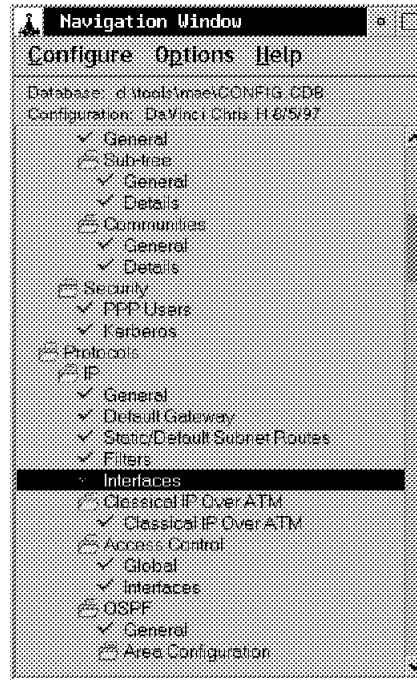 Navigation Window
Configure Options Help
Database: d:\tools\mae\CONFIG.CDB
Configuration: DaVinci Chris H 8/5/97
General
Sub-tree
General
Details
Communities
General
Details
Security
PPP Users
Kerberos
Protocols
IP
General
Default Gateway
Static/Default Subnet Routes
Filters
Interfaces
Classical IP Over ATM
Classical IP Over ATM
Access Control
Global
Interfaces
OSPF
General
Area Configuration